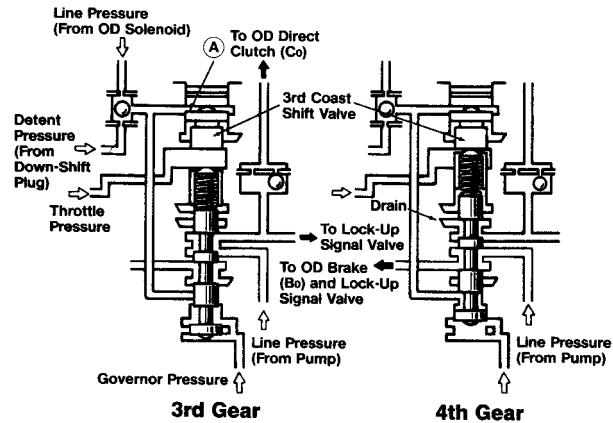 Line Pressure
(From OD Solenoid)
A
To OD Direct
Clutch (C0)
3rd Coast
Shift Valve
Detent
Pressure
(From
Down-Shift
Plug)
Throttle
Pressure
Drain
To Lock-Up
Signal Valve
To OD Brake
(B0) and Lock-Up
Signal Valve
Line Pressure
(From Pump)
Line Pressure
(From Pump)
Governor Pressure
3rd Gear
4th Gear